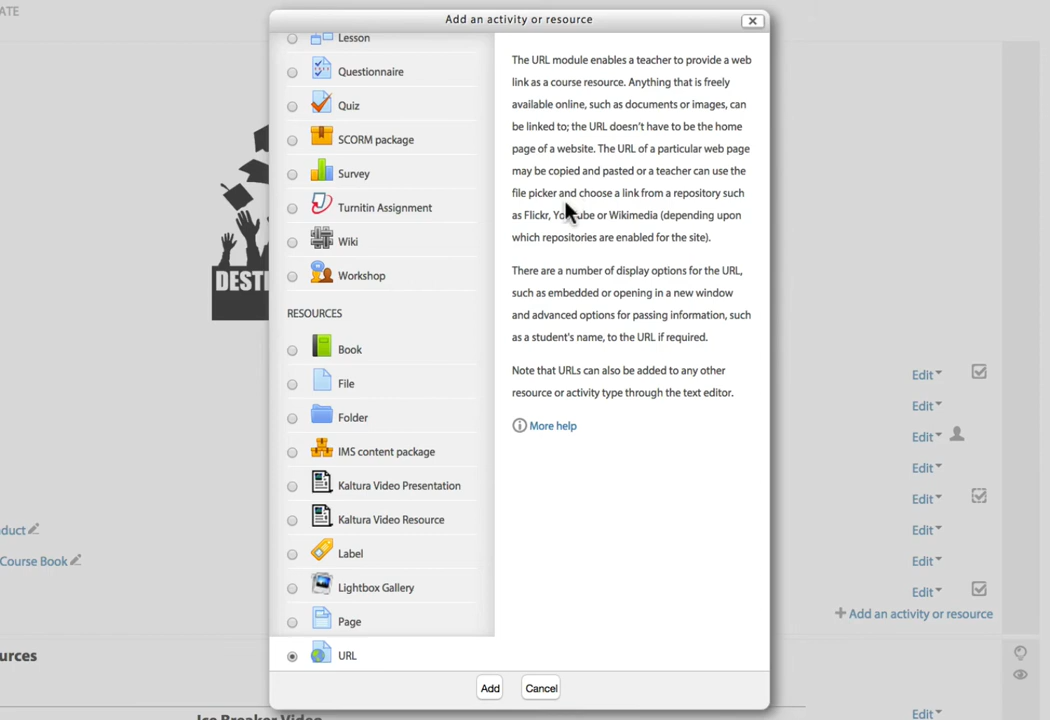 ATE
Add an activity or resource
Lesson
Questionnaire
Quiz
SCORM package
Survey
Turnitin Assignment
Wiki
Workshop
RESOURCES
Book
File
Folder
IMS content package
Kaltura Video Presentation
Kaltura Video Resource
Label
Lightbox Gallery
Page
URL
The URL module enables a teacher to provide a web
link as a course resource. Anything that is freely
available online, such as documents or images, can
be linked to; the URL doesn't have to be the home
page of a website. The URL of a particular web page
may be copied and pasted or a teacher can use the
file picker and choose a link from a repository such
as Flickr, YouTube or Wikimedia (depending upon
which repositories are enabled for the site).
There are a number of display options for the URL,
such as embedded or opening in a new window
and advanced options for passing information, such
as a student's name, to the URL if required.
Note that URLs can also be added to any other
resource or activity type through the text editor.
More help
Add
Cancel
DESTI
duct
Course Book
urces
Ice Breaker Video
Edit
Edit
Edit
Edit
Edit
Edit
Edit
Edit
Add an activity or resource
Edit